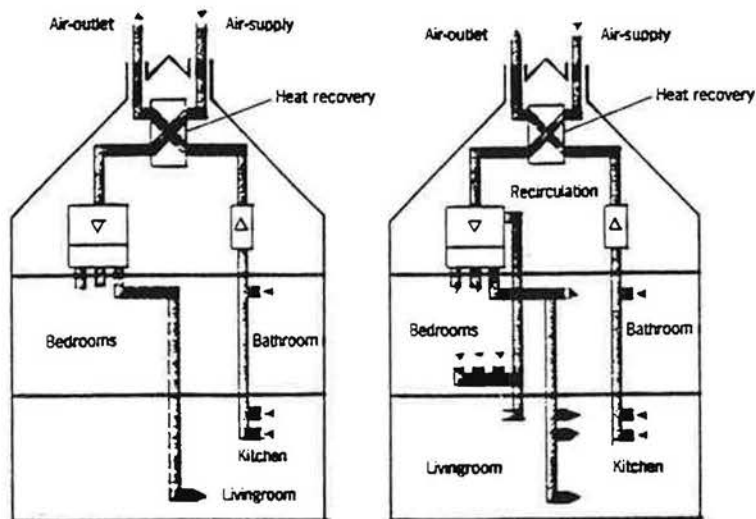 Air-outlet
Air-supply
Heat recovery
Bedrooms
Bathroom
Kitchen
Livingroom
Air-outlet
Air-supply
Heat recovery
Recirculation
Bedrooms
Bathroom
Livingroom
Kitchen